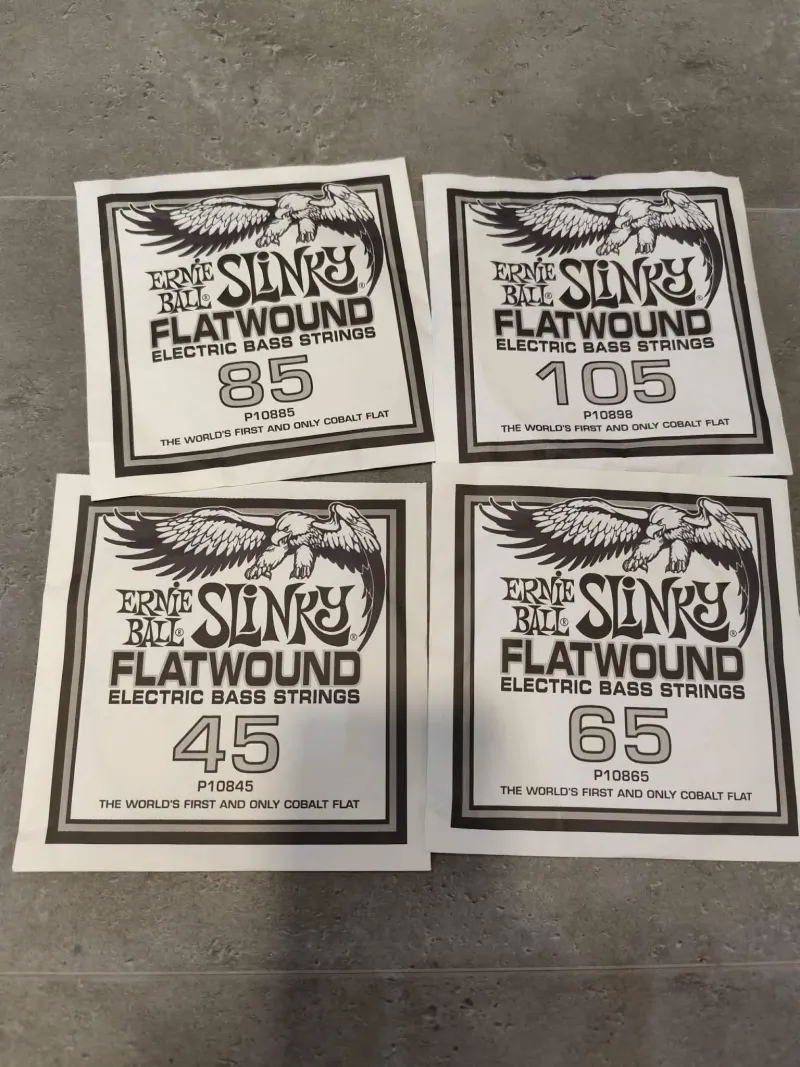 ERNIE BALL® SLINKY®
FLATWOUND
ELECTRIC BASS STRINGS
85
P10885
THE WORLD'S FIRST AND ONLY COBALT FLAT
ERNIE BALL® SLINKY®
FLATWOUND
ELECTRIC BASS STRINGS
105
P10898
THE WORLD'S FIRST AND ONLY COBALT FLAT
ERNIE BALL® SLINKY®
FLATWOUND
ELECTRIC BASS STRINGS
45
P10845
THE WORLD'S FIRST AND ONLY COBALT FLAT
ERNIE BALL® SLINKY®
FLATWOUND
ELECTRIC BASS STRINGS
65
P10865
THE WORLD'S FIRST AND ONLY COBALT FLAT